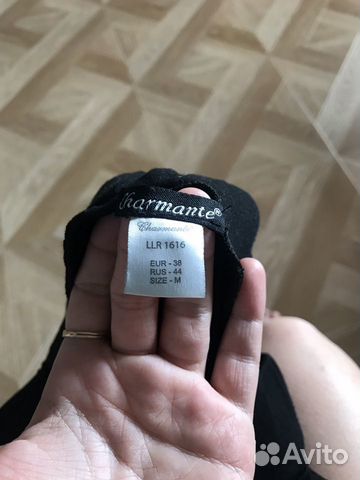 Charmante®
Charmante
LLR 1616
EUR - 38
RUS - 44
SIZE - M
Avito